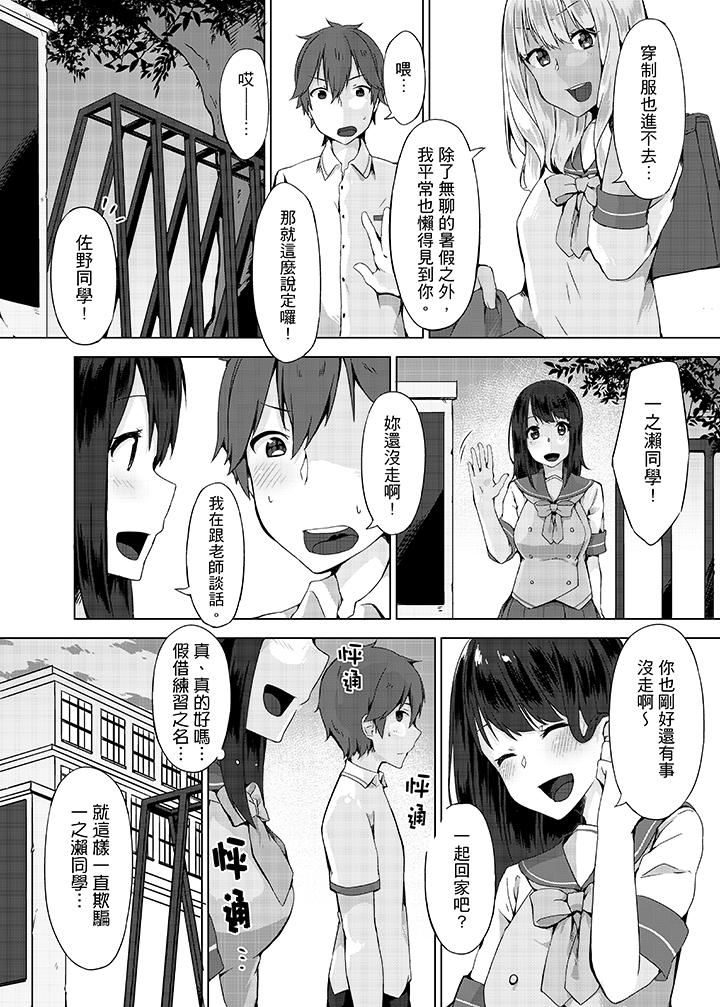 穿制服也進不去…
除了無聊的暑假之外，
我平常也懶得見到你。
喂…
那就這麼說定囉！
哎——…
佐野同學！
一之瀨同學！
妳還沒走啊！
我在跟老師談話。
你也剛好還有事
沒走啊～
一起回家吧？
怦通
怦通
怦通
真、真的好嗎…
假借練習之名…
就這樣一直欺騙
一之瀨同學…